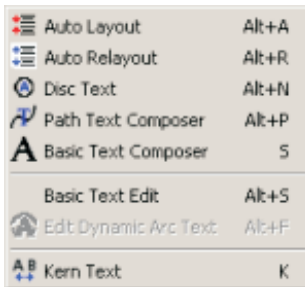 Auto Layout Alt+A
Auto Relayout Alt+R
Disc Text Alt+N
Path Text Composer Alt+P
Basic Text Composer S
Basic Text Edit Alt+S
Edit Dynamic Arc Text Alt+F
Kern Text K